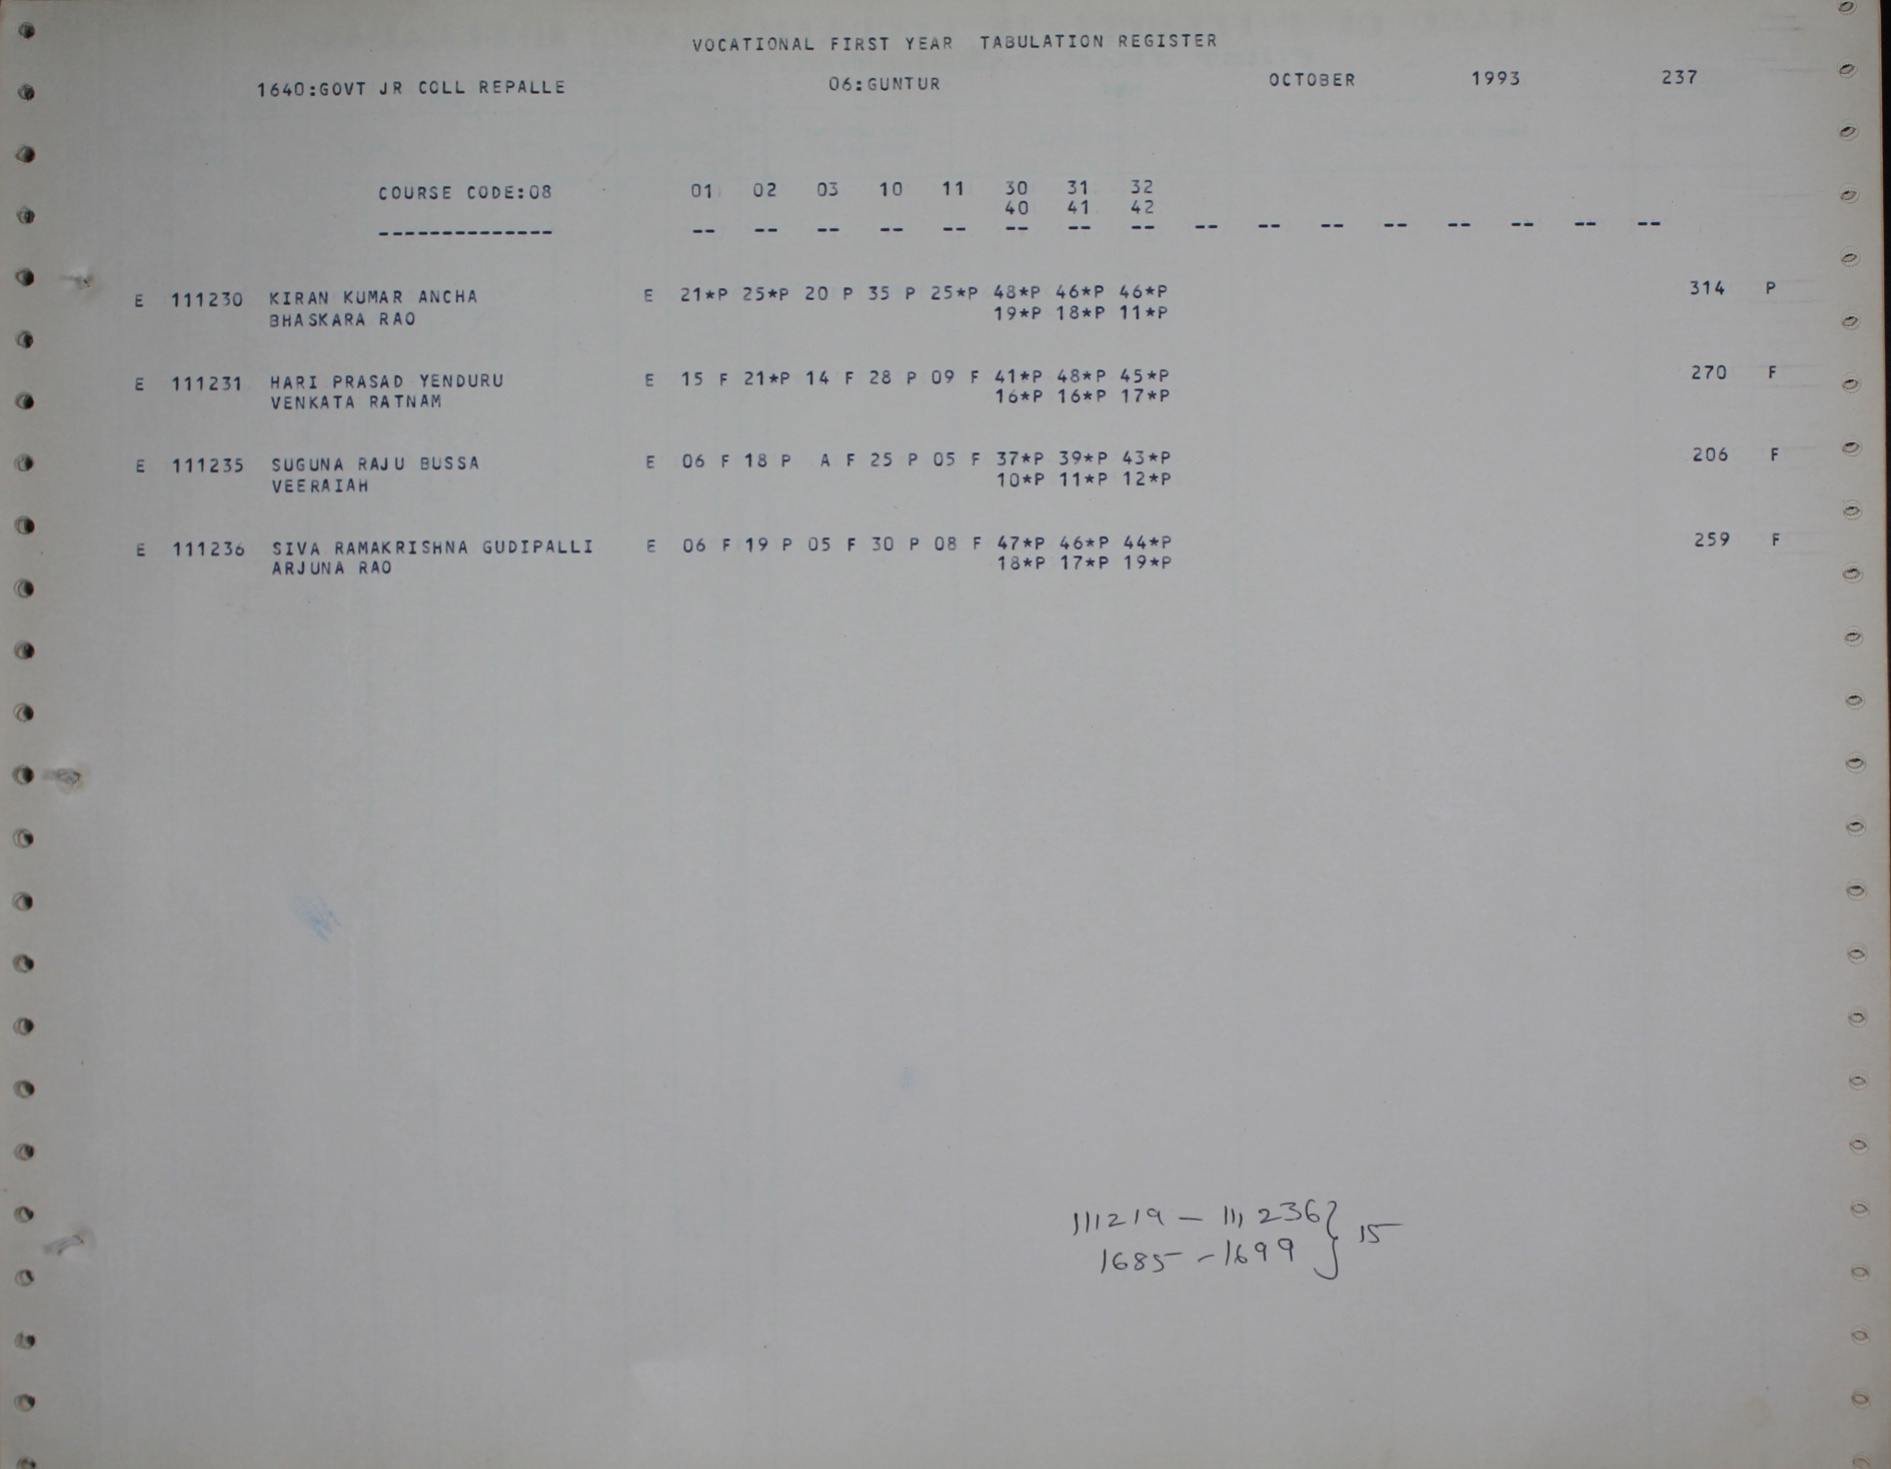 VOCATIONAL FIRST YEAR TABULATION REGISTER
1640:GOVT JR COLL REPALLE 06:GUNTUR OCTOBER 1993 237
COURSE CODE:08 01 02 03 10 11 30 31 32
40 41 42
-------------- -- -- -- -- -- -- -- -- -- -- -- -- -- -- -- --
E 111230 KIRAN KUMAR ANCHA E 21*P 25*P 20 P 35 P 25*P 48*P 46*P 46*P 314 P
BHASKARA RAO 19*P 18*P 11*P
E 111231 HARI PRASAD YENDURU E 15 F 21*P 14 F 28 P 09 F 41*P 48*P 45*P 270 F
VENKATA RATNAM 16*P 16*P 17*P
E 111235 SUGUNA RAJU BUSSA E 06 F 18 P A F 25 P 05 F 37*P 39*P 43*P 206 F
VEERAIAH 10*P 11*P 12*P
E 111236 SIVA RAMAKRISHNA GUDIPALLI E 06 F 19 P 05 F 30 P 08 F 47*P 46*P 44*P 259 F
ARJUNA RAO 18*P 17*P 19*P
111219 — 111236 } 15
1685 - 1699